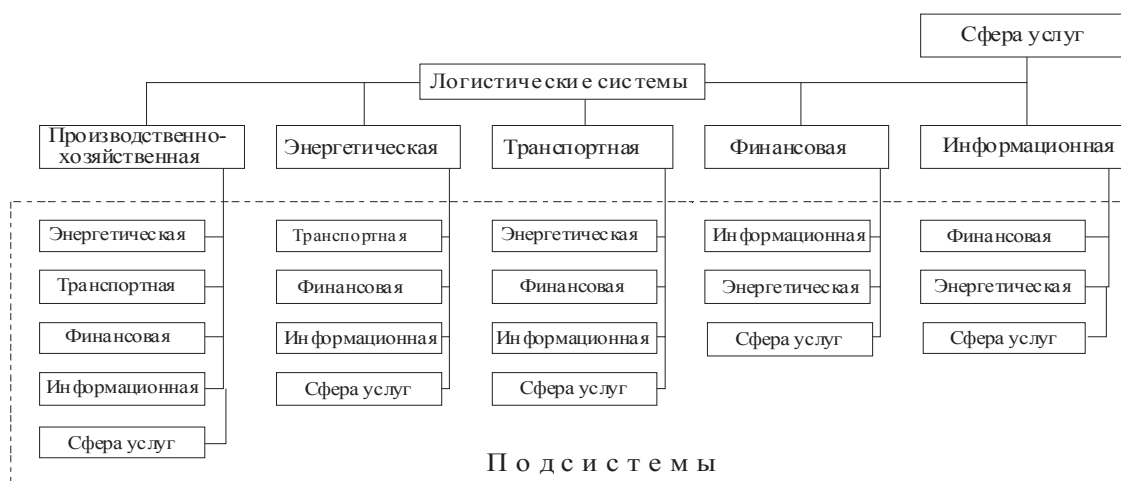 Сфера услуг
Логистические системы
Производственно-
хозяйственная
Энергетическая
Транспортная
Финансовая
Информационная
Энергетическая
Транспортная
Энергетическая
Информационная
Финансовая
Транспортная
Финансовая
Финансовая
Энергетическая
Энергетическая
Финансовая
Информационная
Информационная
Сфера услуг
Сфера услуг
Информационная
Сфера услуг
Сфера услуг
Сфера услуг
Подсистемы